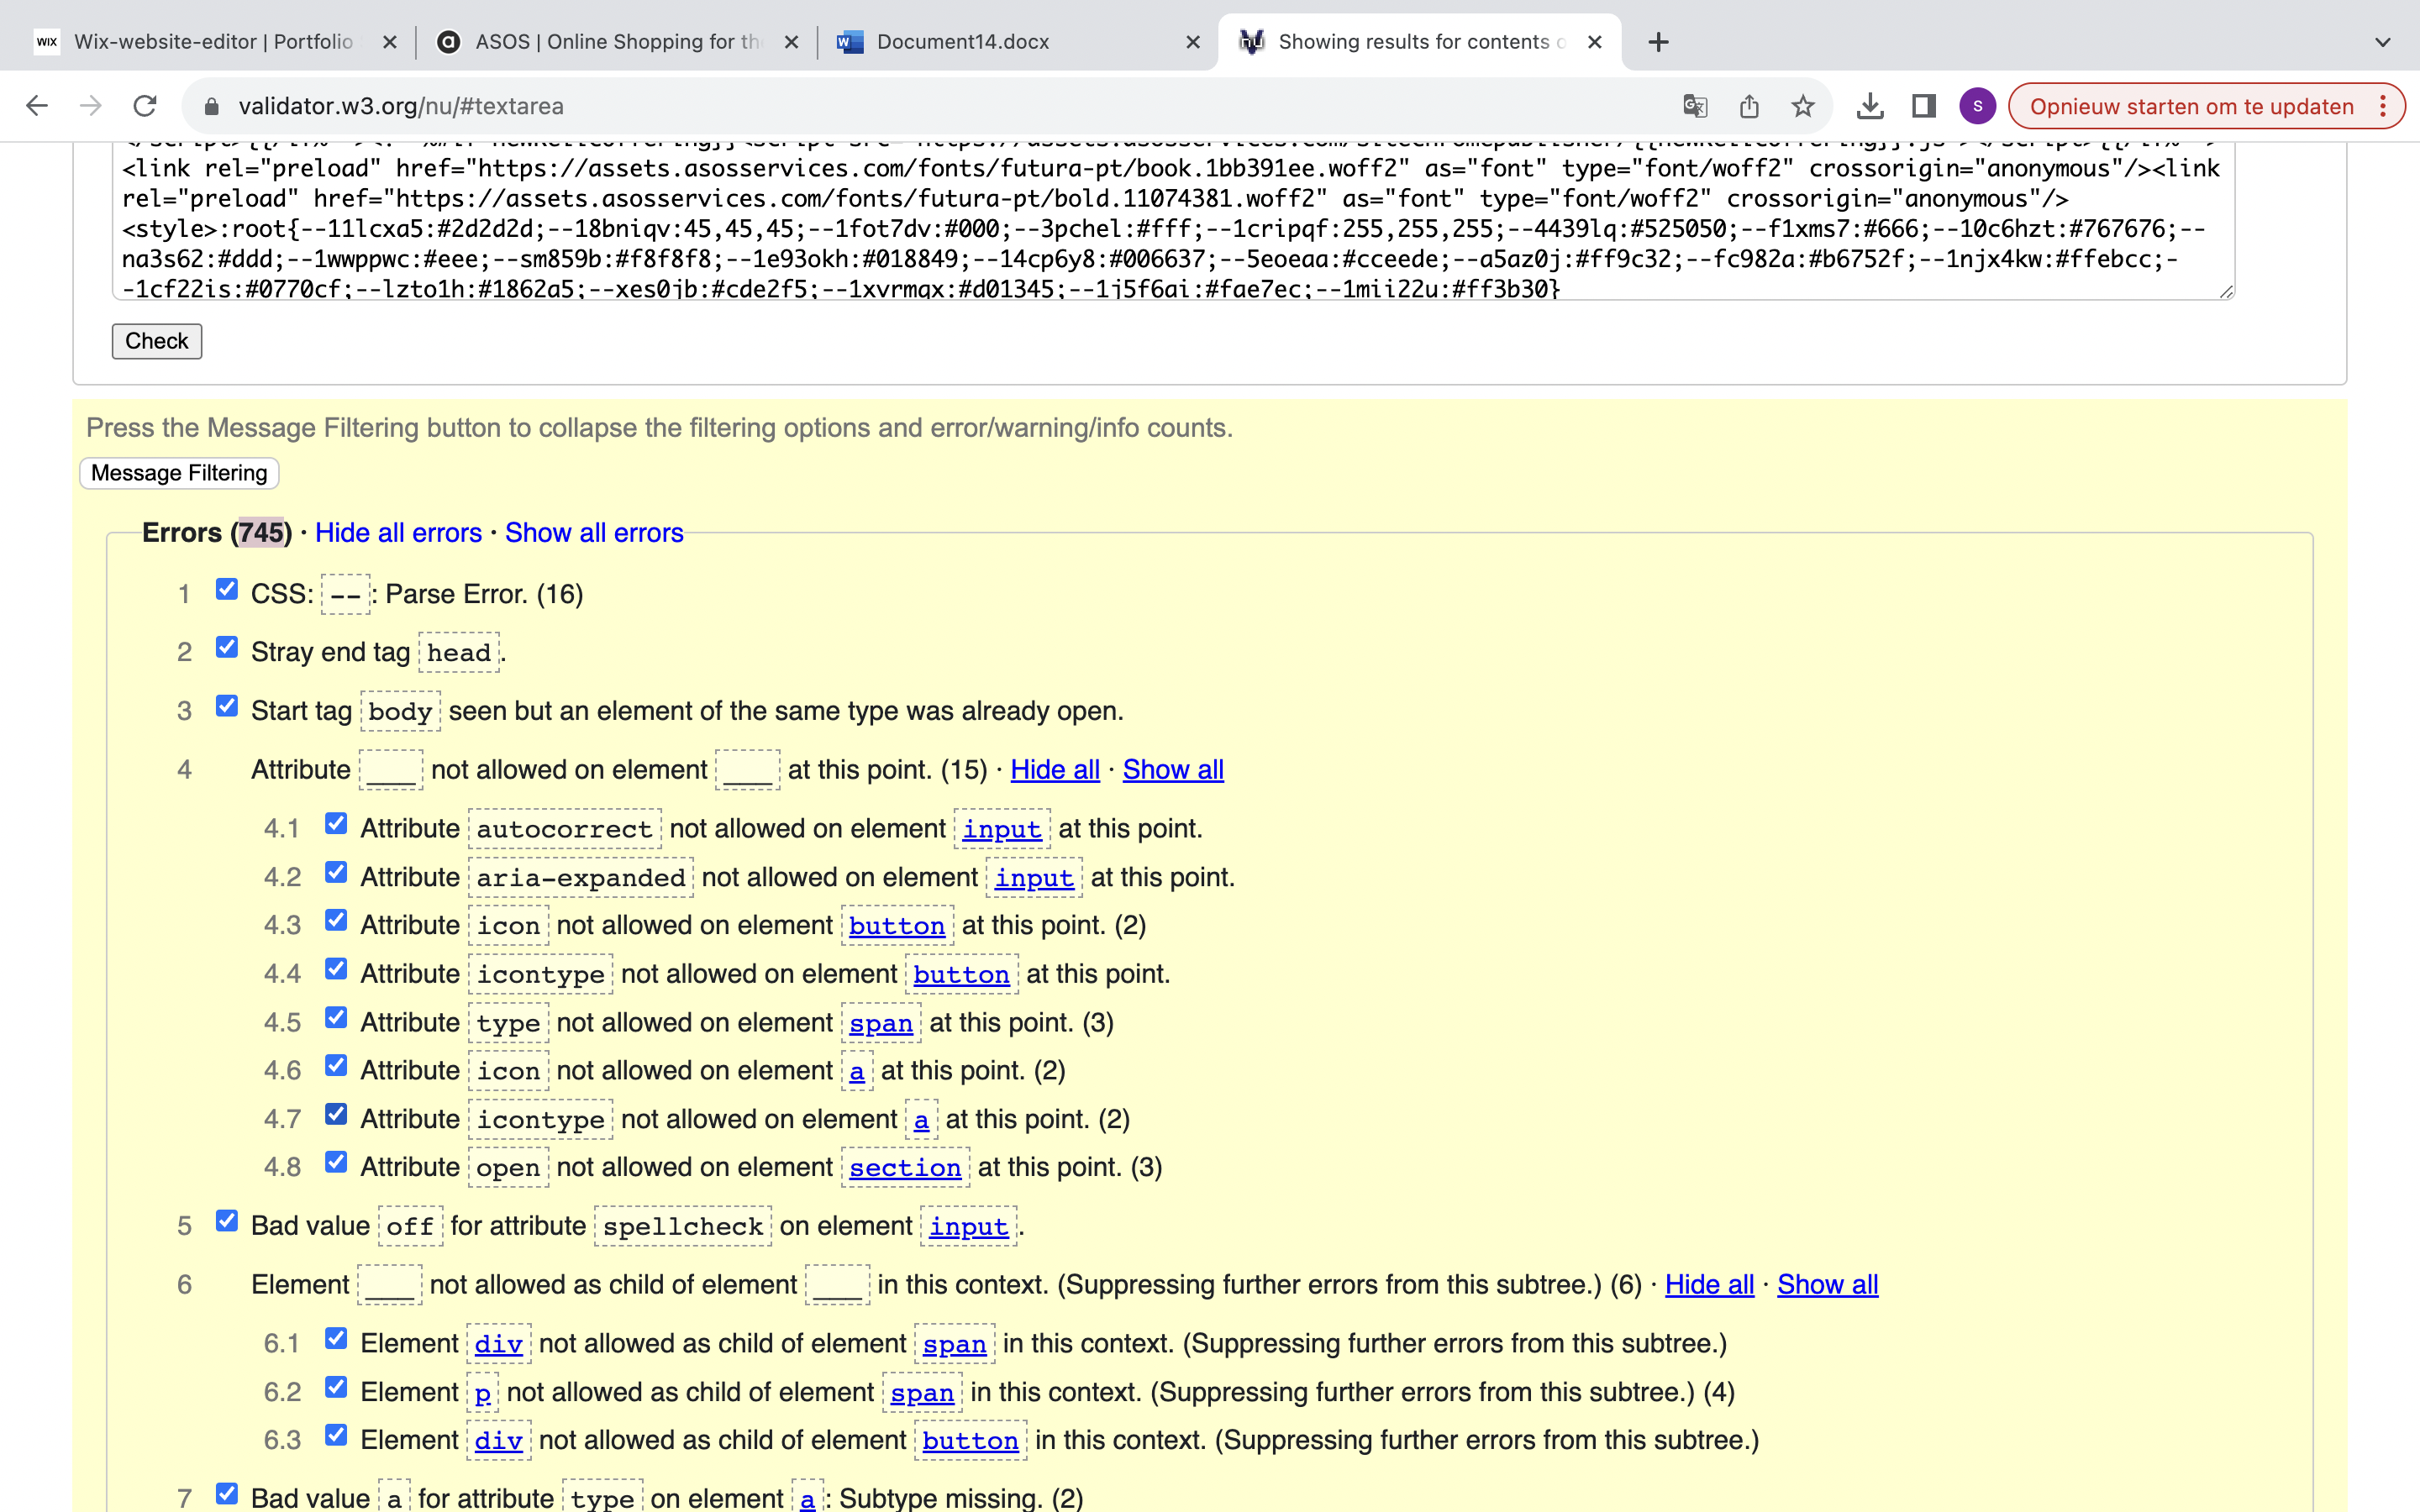 WIX Wix-website-editor | Portfolio
a ASOS | Online Shopping for the
W Document14.docx
nu Showing results for contents o
validator.w3.org/nu/#textarea
S
Opnieuw starten om te updaten
<link rel="preload" href="https://assets.asosservices.com/fonts/futura-pt/book.1bb391ee.woff2" as="font" type="font/woff2" crossorigin="anonymous"/><link
rel="preload" href="https://assets.asosservices.com/fonts/futura-pt/bold.11074381.woff2" as="font" type="font/woff2" crossorigin="anonymous"/>
<style>:root{--11lcxa5:#2d2d2d;--18bniqv:45,45,45;--1fot7dv:#000;--3pchel:#fff;--1cripqf:255,255,255;--4439lq:#525050;--f1xms7:#666;--10c6hzt:#767676;--
na3s62:#ddd;--1wwppwc:#eee;--sm859b:#f8f8f8;--1e93okh:#018849;--14cp6y8:#006637;--5eoeaa:#cceede;--a5az0j:#ff9c32;--fc982a:#b6752f;--1njx4kw:#ffebcc;-
-1cf22is:#0770cf;--lzto1h:#1862a5;--xes0jb:#cde2f5;--1xvrmqx:#d01345;--1j5f6ai:#fae7ec;--1mii22u:#ff3b30}
Check
Press the Message Filtering button to collapse the filtering options and error/warning/info counts.
Message Filtering
Errors (745) · Hide all errors · Show all errors
1 CSS: --: Parse Error. (16)
2 Stray end tag head.
3 Start tag body seen but an element of the same type was already open.
4 Attribute ___ not allowed on element ___ at this point. (15) · Hide all · Show all
4.1 Attribute autocorrect not allowed on element input at this point.
4.2 Attribute aria-expanded not allowed on element input at this point.
4.3 Attribute icon not allowed on element button at this point. (2)
4.4 Attribute icontype not allowed on element button at this point.
4.5 Attribute type not allowed on element span at this point. (3)
4.6 Attribute icon not allowed on element a at this point. (2)
4.7 Attribute icontype not allowed on element a at this point. (2)
4.8 Attribute open not allowed on element section at this point. (3)
5 Bad value off for attribute spellcheck on element input.
6 Element ___ not allowed as child of element ___ in this context. (Suppressing further errors from this subtree.) (6) · Hide all · Show all
6.1 Element div not allowed as child of element span in this context. (Suppressing further errors from this subtree.)
6.2 Element p not allowed as child of element span in this context. (Suppressing further errors from this subtree.) (4)
6.3 Element div not allowed as child of element button in this context. (Suppressing further errors from this subtree.)
7 Bad value a for attribute type on element a: Subtype missing. (2)